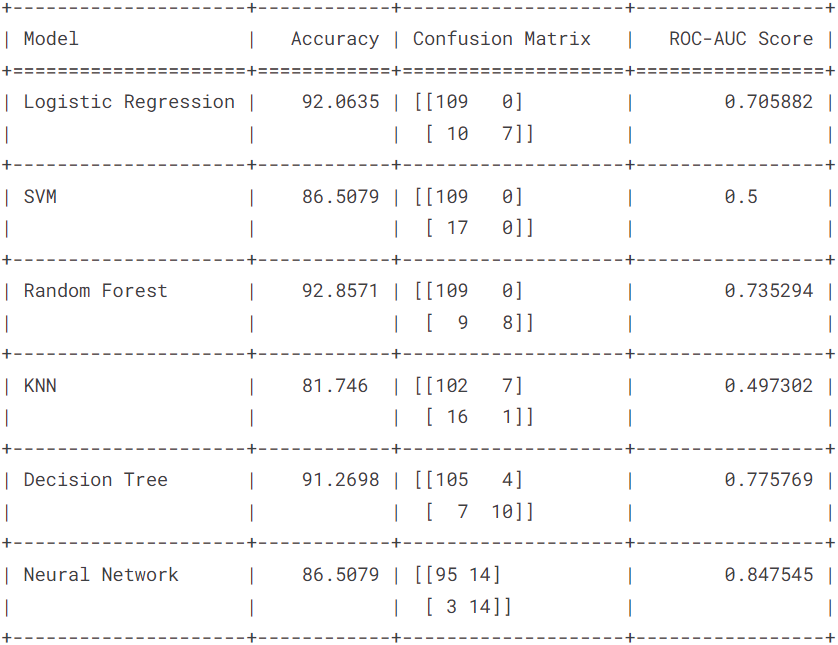 +---------------------+------------+--------------------+-----------------+
| Model               |   Accuracy | Confusion Matrix   |   ROC-AUC Score |
+=====================+============+====================+=================+
| Logistic Regression |    92.0635 | [[109   0]         |        0.705882 |
|                     |            |  [ 10   7]]        |                 |
+---------------------+------------+--------------------+-----------------+
| SVM                 |    86.5079 | [[109   0]         |        0.5      |
|                     |            |  [ 17   0]]        |                 |
+---------------------+------------+--------------------+-----------------+
| Random Forest       |    92.8571 | [[109   0]         |        0.735294 |
|                     |            |  [  9   8]]        |                 |
+---------------------+------------+--------------------+-----------------+
| KNN                 |    81.746  | [[102   7]         |        0.497302 |
|                     |            |  [ 16   1]]        |                 |
+---------------------+------------+--------------------+-----------------+
| Decision Tree       |    91.2698 | [[105   4]         |        0.775769 |
|                     |            |  [  7  10]]        |                 |
+---------------------+------------+--------------------+-----------------+
| Neural Network      |    86.5079 | [[95 14]           |        0.847545 |
|                     |            |  [ 3 14]]          |                 |
+---------------------+------------+--------------------+-----------------+